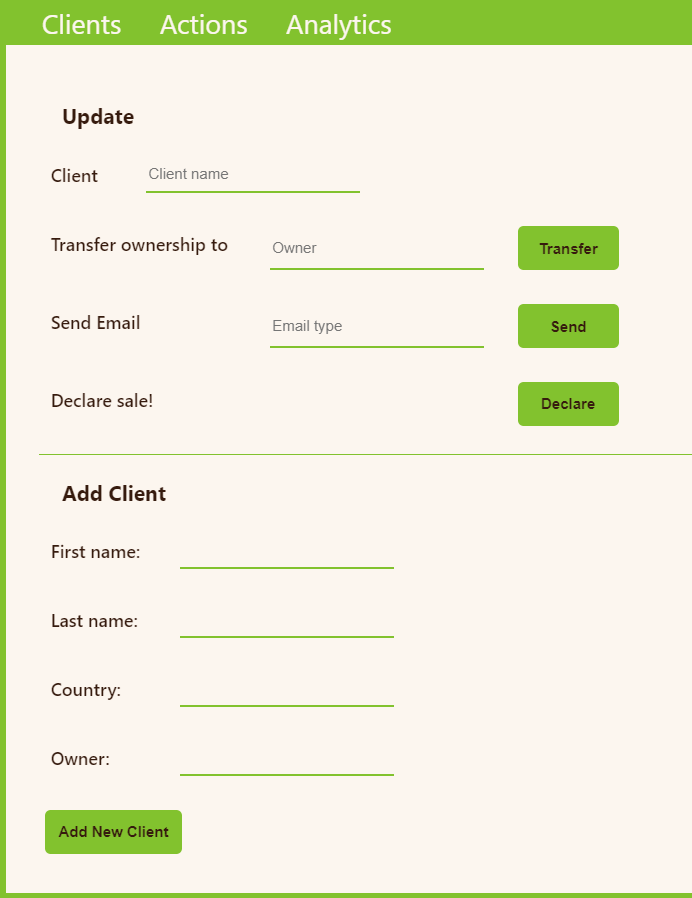 Clients Actions Analytics
Update
Client Client name
Transfer ownership to Owner Transfer
Send Email Email type Send
Declare sale! Declare
Add Client
First name:
Last name:
Country:
Owner:
Add New Client